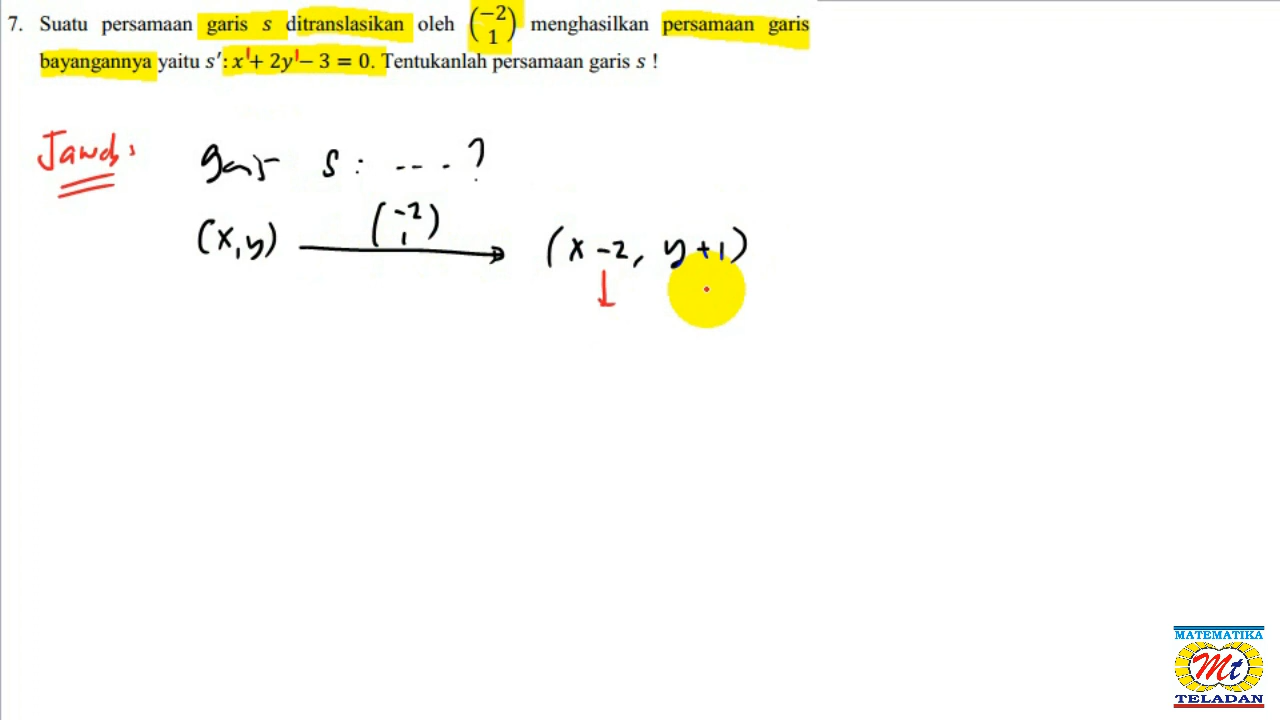 7. Suatu persamaan garis s ditranslasikan oleh (−2 1) menghasilkan persamaan garis
bayangannya yaitu s′: x'+ 2y'− 3 = 0. Tentukanlah persamaan garis s !
Jawab:
garis s : ... ?
(x,y) (-2 1) (x-2, y+1)
MATEMATIKA
Mt
TELADAN